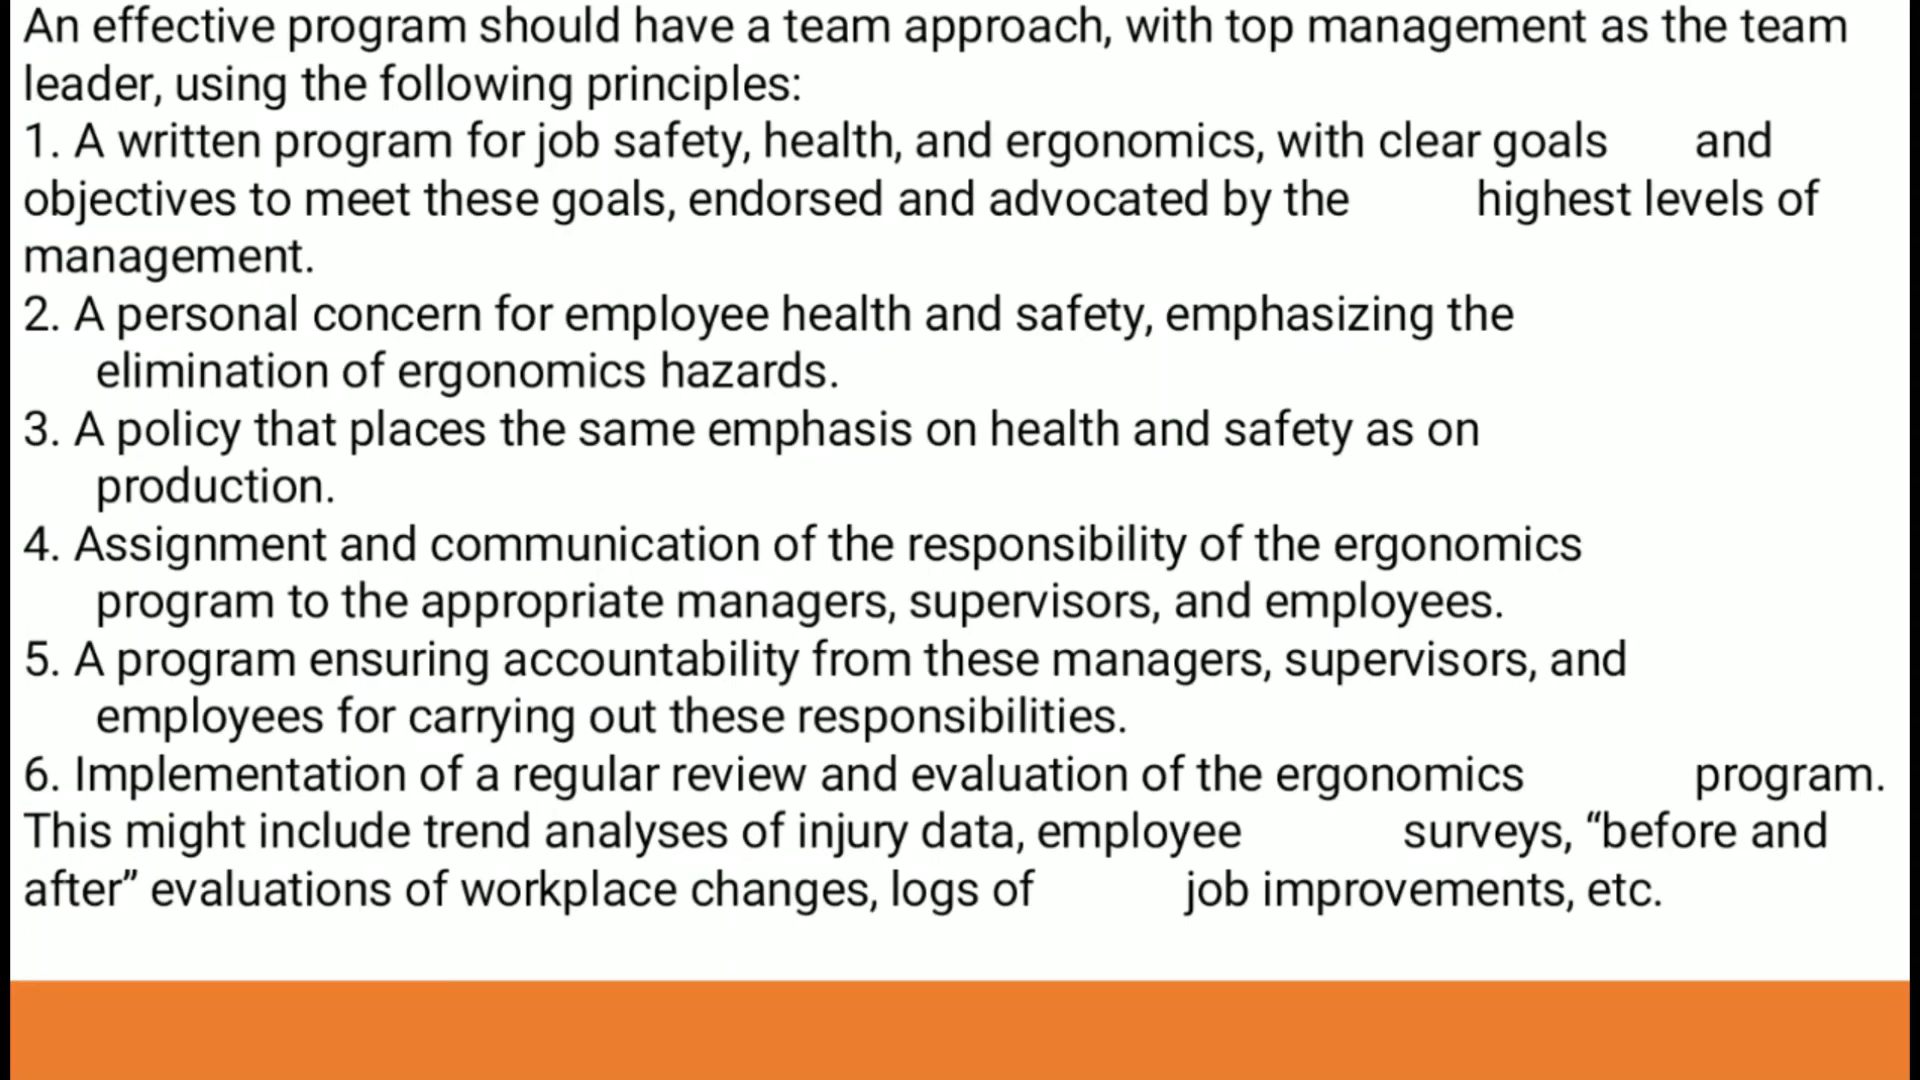 An effective program should have a team approach, with top management as the team
leader, using the following principles:
1. A written program for job safety, health, and ergonomics, with clear goals and
objectives to meet these goals, endorsed and advocated by the highest levels of
management.
2. A personal concern for employee health and safety, emphasizing the
elimination of ergonomics hazards.
3. A policy that places the same emphasis on health and safety as on
production.
4. Assignment and communication of the responsibility of the ergonomics
program to the appropriate managers, supervisors, and employees.
5. A program ensuring accountability from these managers, supervisors, and
employees for carrying out these responsibilities.
6. Implementation of a regular review and evaluation of the ergonomics program.
This might include trend analyses of injury data, employee surveys, “before and
after” evaluations of workplace changes, logs of job improvements, etc.